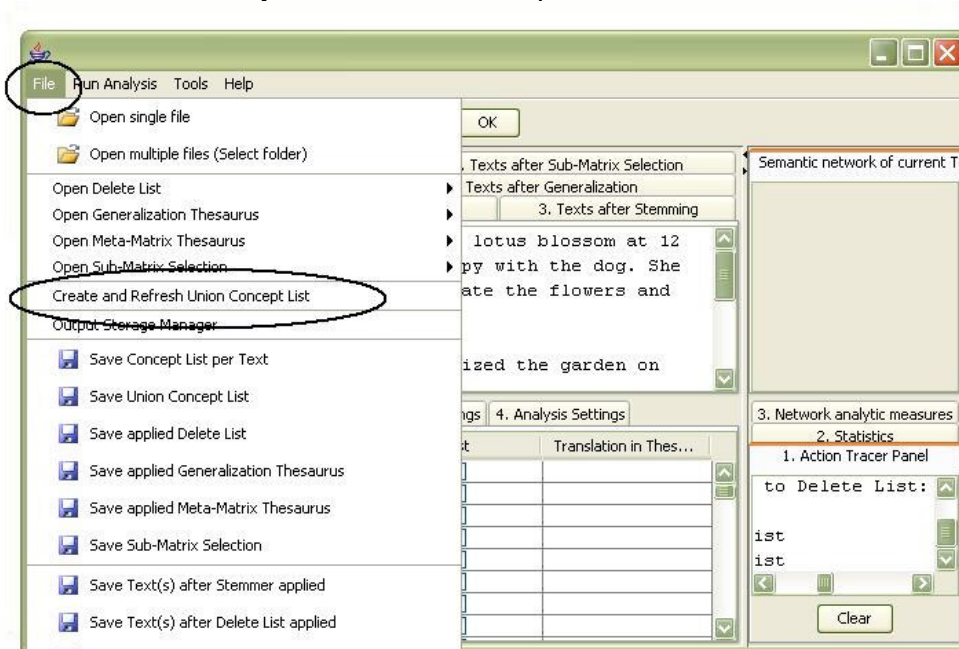 File Run Analysis Tools Help
Open single file
Open multiple files (Select folder)
Open Delete List
Open Generalization Thesaurus
Open Meta-Matrix Thesaurus
Open Sub-Matrix Selection
Create and Refresh Union Concept List
Output Storage Manager
Save Concept List per Text
Save Union Concept List
Save applied Delete List
Save applied Generalization Thesaurus
Save applied Meta-Matrix Thesaurus
Save Sub-Matrix Selection
Save Text(s) after Stemmer applied
Save Text(s) after Delete List applied
OK
. Texts after Sub-Matrix Selection
Texts after Generalization
3. Texts after Stemming
lotus blossom at 12
py with the dog. She
ate the flowers and
ized the garden on
ngs 4. Analysis Settings
st Translation in Thes...
Semantic network of current T
3. Network analytic measures
2. Statistics
1. Action Tracer Panel
to Delete List:
ist
ist
Clear